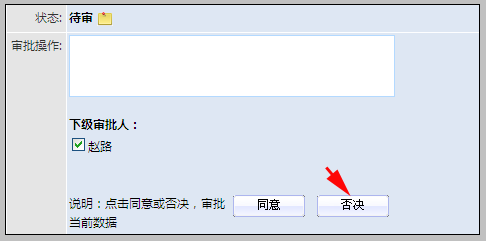 状态: 待审
审批操作:
下级审批人：
赵路
说明：点击同意或否决，审批
当前数据
同意
否决